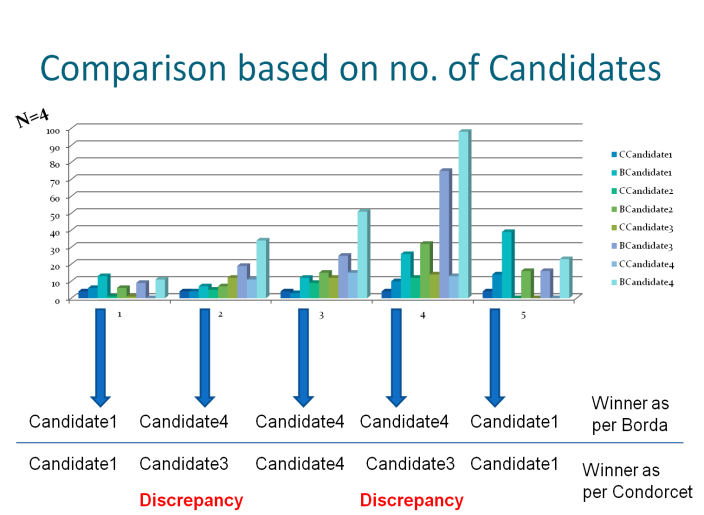 Comparison based on no. of Candidates
N=4
100
90
80
70
60
50
40
30
20
10
0
1 2 3 4 5
CCandidate1
BCandidate1
CCandidate2
BCandidate2
CCandidate3
BCandidate3
CCandidate4
BCandidate4
Candidate1 Candidate4 Candidate4 Candidate4 Candidate1
Winner as
per Borda
Candidate1 Candidate3 Candidate4 Candidate3 Candidate1
Winner as
per Condorcet
Discrepancy Discrepancy